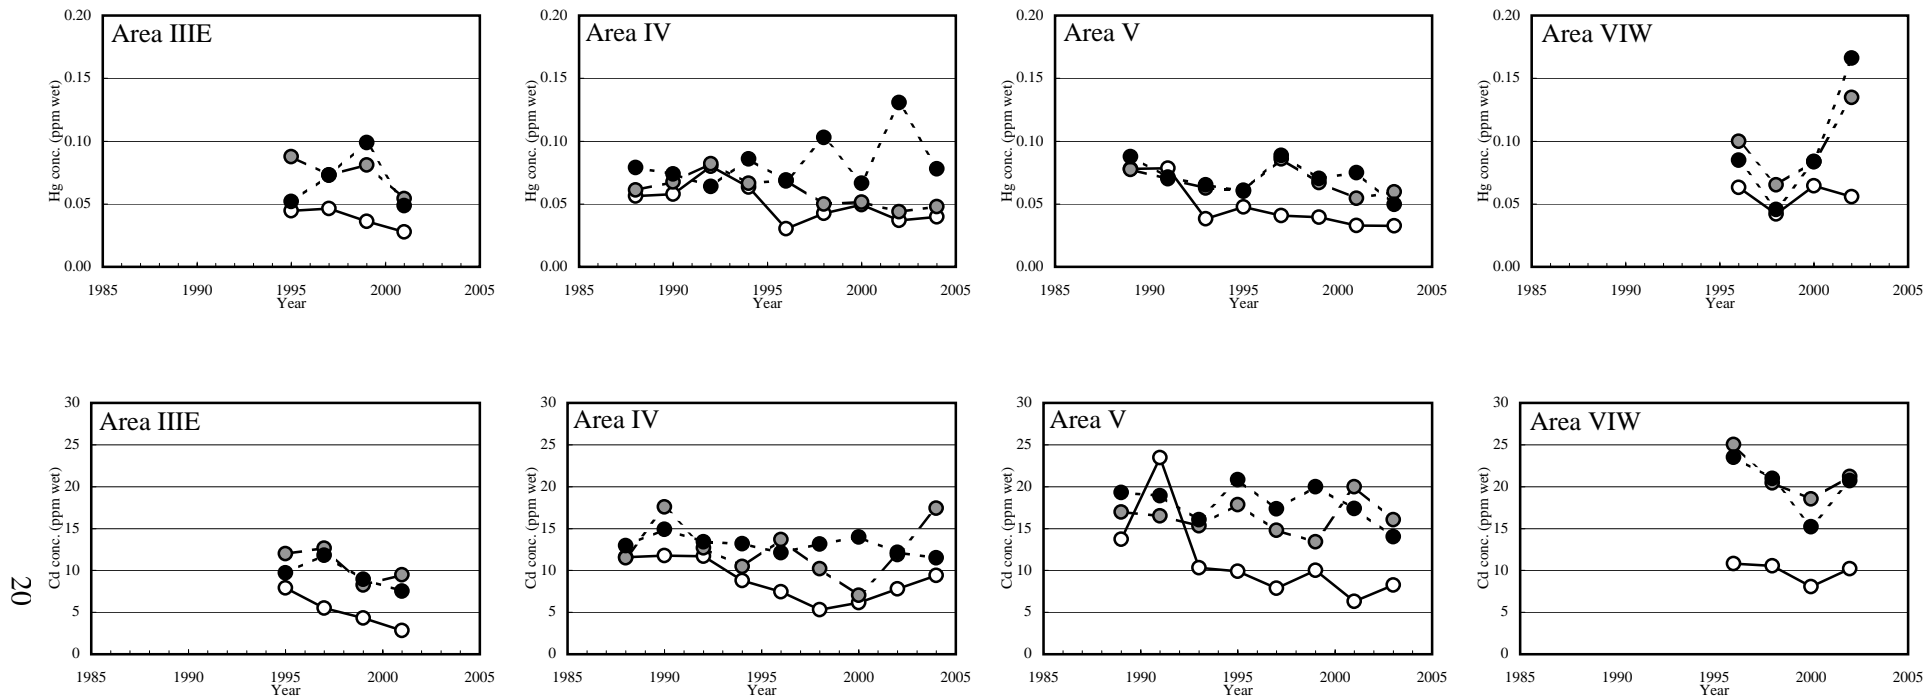 Area IIIE
Hg conc. (ppm wet)
0.20
0.15
0.10
0.05
0.00
1985 1990 1995 2000 2005
Year
Area IV
Hg conc. (ppm wet)
0.20
0.15
0.10
0.05
0.00
1985 1990 1995 2000 2005
Year
Area V
Hg conc. (ppm wet)
0.20
0.15
0.10
0.05
0.00
1985 1990 1995 2000 2005
Year
Area VIW
Hg conc. (ppm wet)
0.20
0.15
0.10
0.05
0.00
1985 1990 1995 2000 2005
Year
Area IIIE
Cd conc. (ppm wet)
30
25
20
15
10
5
0
1985 1990 1995 2000 2005
Year
Area IV
Cd conc. (ppm wet)
30
25
20
15
10
5
0
1985 1990 1995 2000 2005
Year
Area V
Cd conc. (ppm wet)
30
25
20
15
10
5
0
1985 1990 1995 2000 2005
Year
Area VIW
Cd conc. (ppm wet)
30
25
20
15
10
5
0
1985 1990 1995 2000 2005
Year
20